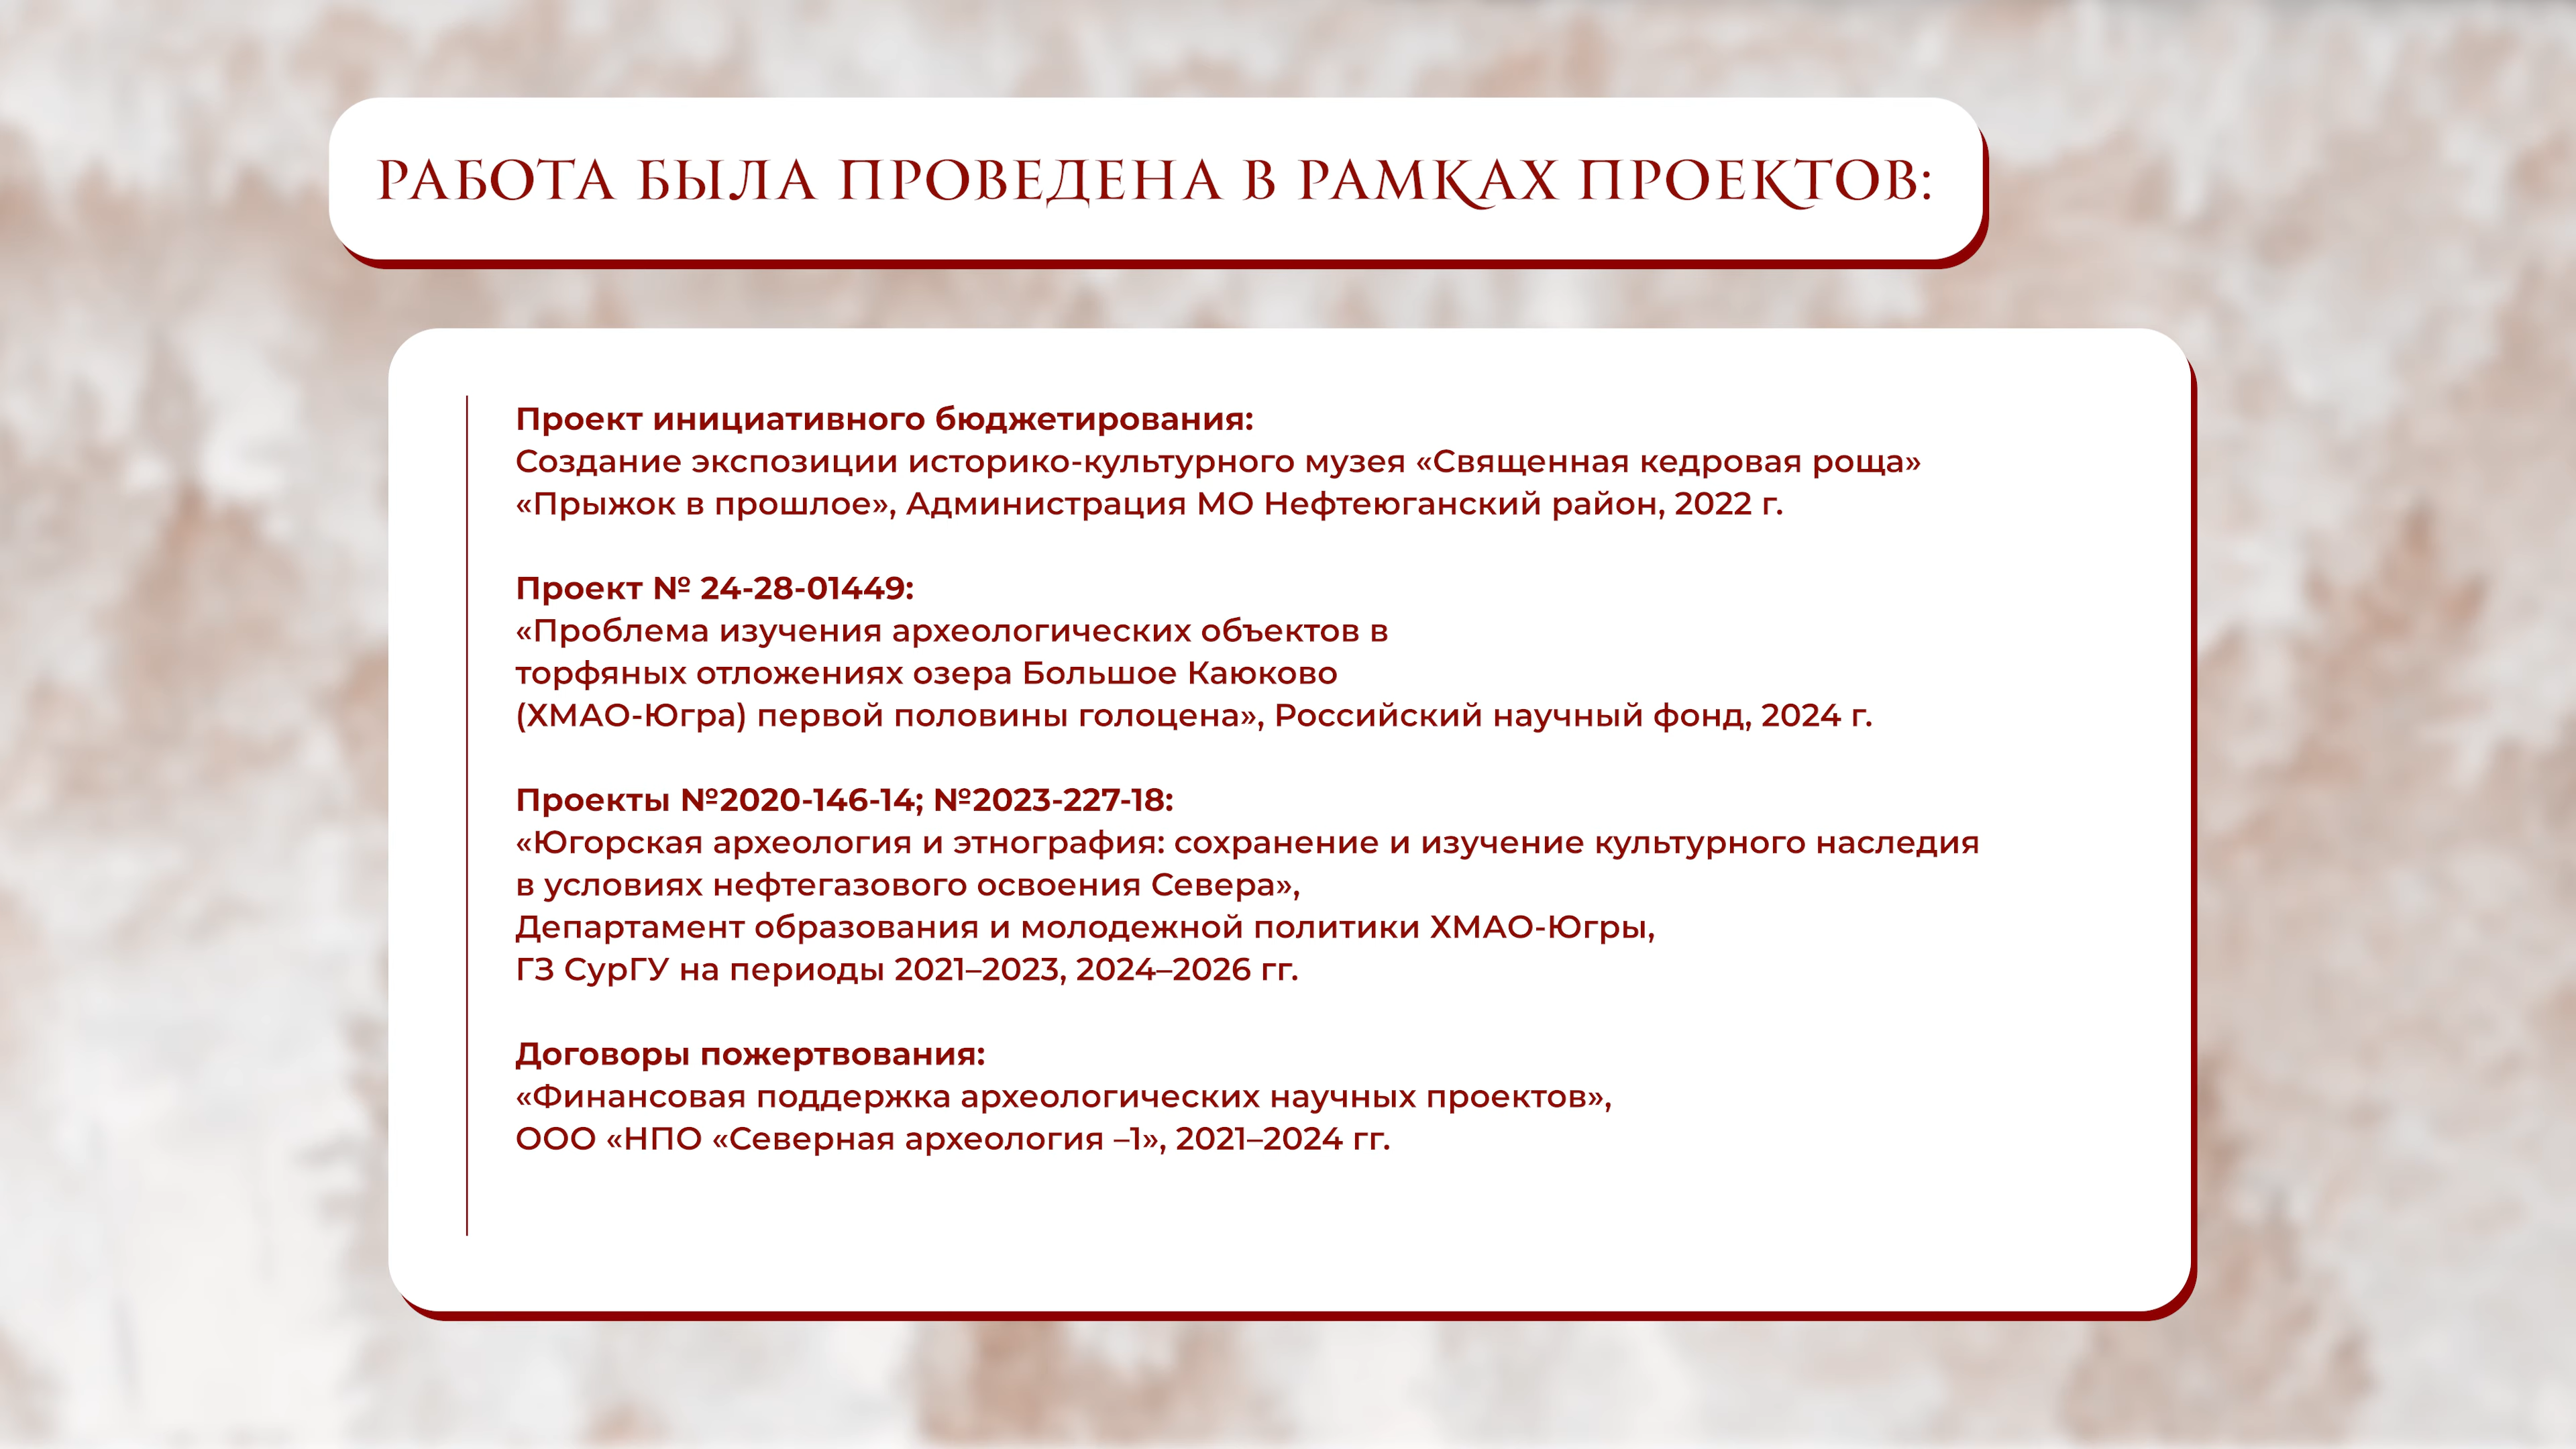 РАБОТА БЫЛА ПРОВЕДЕНА В РАМКАХ ПРОЕКТОВ:
Проект инициативного бюджетирования:
Создание экспозиции историко-культурного музея «Священная кедровая роща»
«Прыжок в прошлое», Администрация МО Нефтеюганский район, 2022 г.
Проект № 24-28-01449:
«Проблема изучения археологических объектов в
торфяных отложениях озера Большое Каюково
(ХМАО-Югра) первой половины голоцена», Российский научный фонд, 2024 г.
Проекты №2020-146-14; №2023-227-18:
«Югорская археология и этнография: сохранение и изучение культурного наследия
в условиях нефтегазового освоения Севера»,
Департамент образования и молодежной политики ХМАО-Югры,
ГЗ СурГУ на периоды 2021–2023, 2024–2026 гг.
Договоры пожертвования:
«Финансовая поддержка археологических научных проектов»,
ООО «НПО «Северная археология –1», 2021–2024 гг.